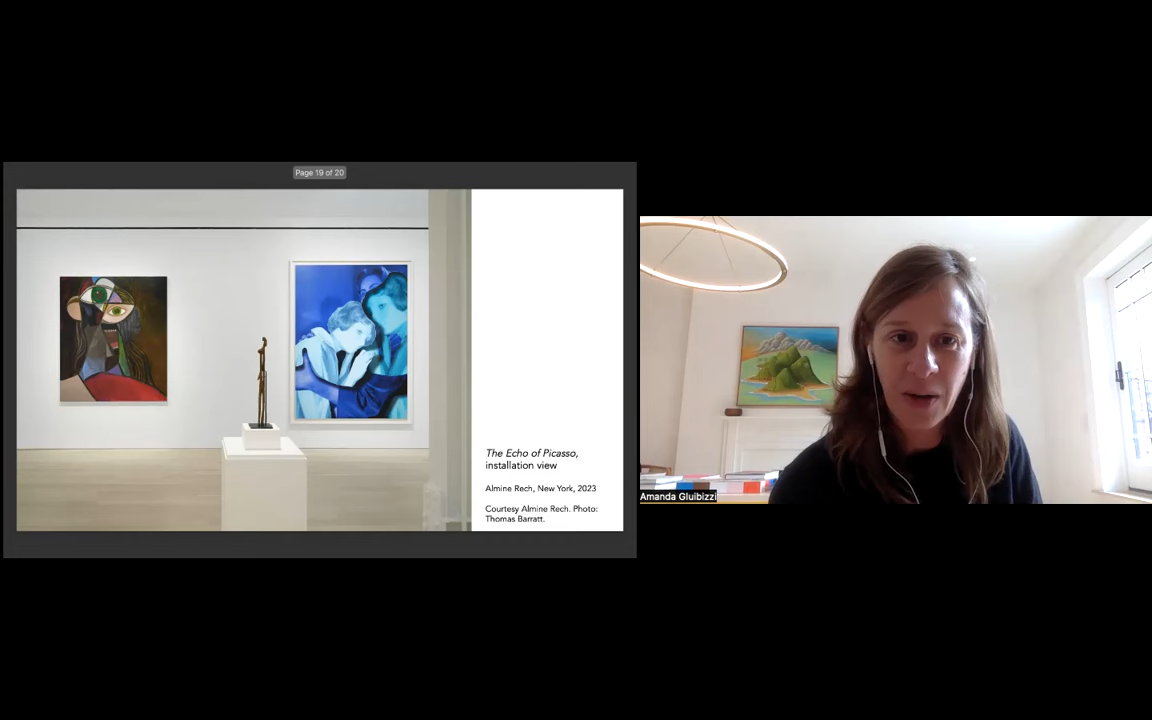 Page 19 of 20
The Echo of Picasso,
installation view
Almine Rech, New York, 2023
Courtesy Almine Rech. Photo:
Thomas Barratt.
Amanda Gluibizzi